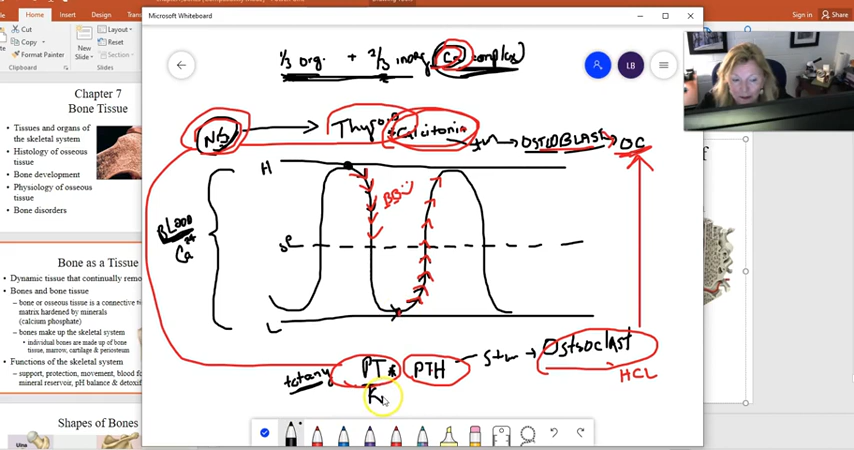 Home
Insert
Design
Tran
Sign in
Share
Cut
Copy
Format Painter
New
Slide
Layout
Reset
Section
Microsoft Whiteboard
LB
1/3 org. + 2/3 inorg (Ca complex)
NS
Thyroid
Calcitonin
OSTEOBLAST
OC
H
BB
BLOOD
Ca
L
tetany
PT
PTH
Stm
Osteoclast
HCL
Chapter 7
Bone Tissue
• Tissues and organs of
the skeletal system
• Histology of osseous
tissue
• Bone development
• Physiology of osseous
tissue
• Bone disorders
Bone as a Tissue
• Dynamic tissue that continually remo
• Bones and bone tissue
– bone or osseous tissue is a connective t
matrix hardened by minerals
(calcium phosphate)
– bones make up the skeletal system
• individual bones are made up of bone
tissue, marrow, cartilage & periosteum
• Functions of the skeletal system
– support, protection, movement, blood f
mineral reservoir, pH balance & detoxif
Shapes of Bones
Ulna
f